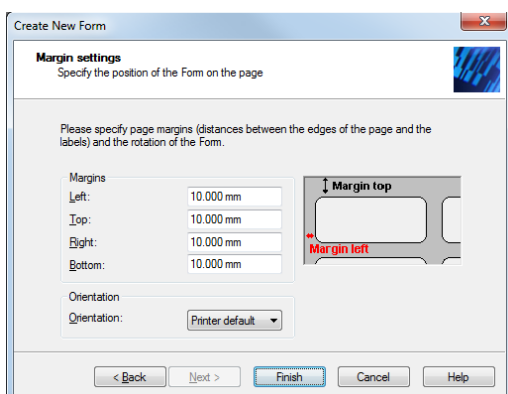 Create New Form
Margin settings
Specify the position of the Form on the page
Please specify page margins (distances between the edges of the page and the
labels) and the rotation of the Form.
Margins
Left: 10.000 mm
Top: 10.000 mm
Right: 10.000 mm
Bottom: 10.000 mm
Margin top
Margin left
Orientation
Orientation: Printer default
< Back Next > Finish Cancel Help